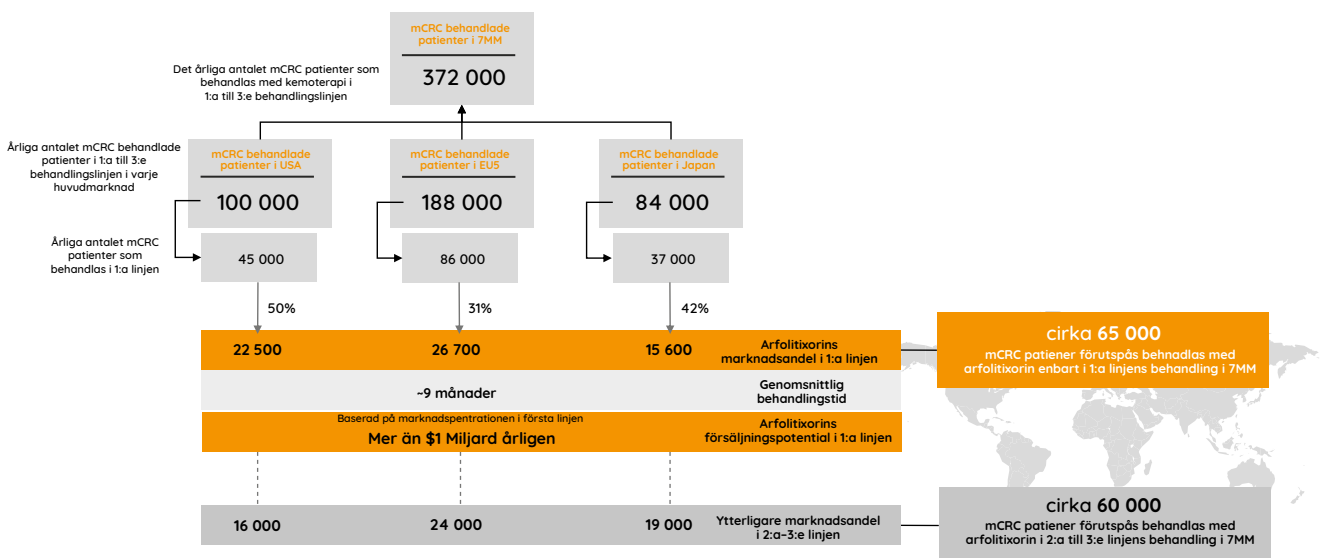 mCRC behandlade
patienter i 7MM
372 000
Det årliga antalet mCRC patienter som
behandlas med kemoterapi i
1:a till 3:e behandlingslinjen
Årliga antalet mCRC behandlade
patienter i 1:a till 3:e
behandlingslinjen i varje
huvudmarknad
mCRC behandlade
patienter i USA
100 000
mCRC behandlade
patienter i EU5
188 000
mCRC behandlade
patienter i Japan
84 000
Årliga antalet mCRC
patienter som
behandlas i 1:a linjen
45 000
86 000
37 000
50%
31%
42%
22 500
26 700
15 600
Arfolitixorins
marknadsandel i 1:a linjen
cirka 65 000
mCRC patiener förutspås behnadlas med
arfolitixorin enbart i 1:a linjens behandling i 7MM
~9 månader
Genomsnittlig
behandlingstid
Baserad på marknadspentrationen i första linjen
Mer än $1 Miljard årligen
Arfolitixorins
försäljningspotential i 1:a linjen
16 000
24 000
19 000
Ytterligare marknadsandel
i 2:a–3:e linjen
cirka 60 000
mCRC patiener förutspås behandlas med
arfolitixorin i 2:a till 3:e linjens behandling i 7MM